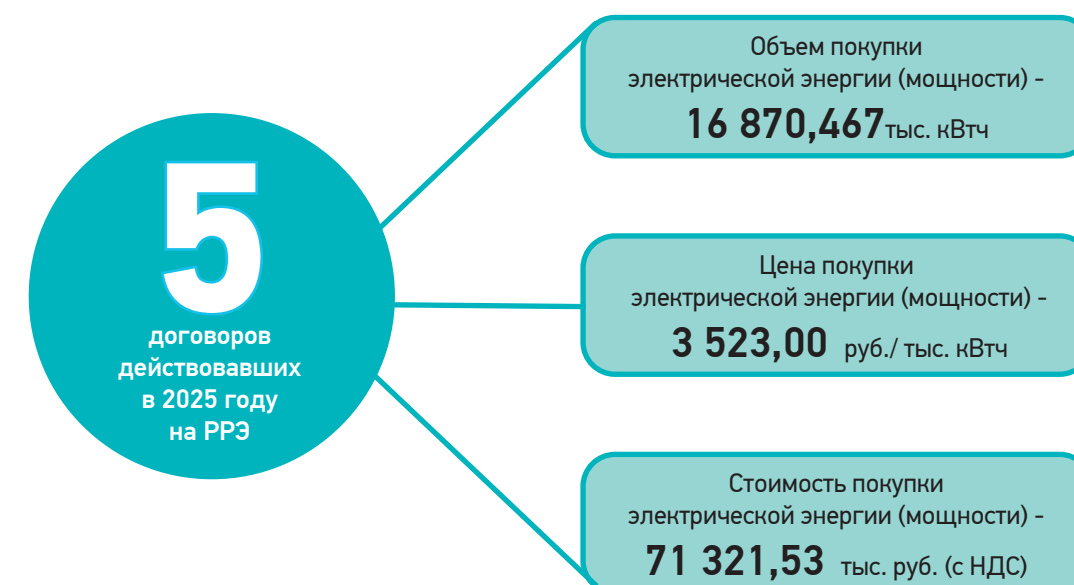 5
договоров
действовавших
в 2025 году
на РРЭ
Объем покупки
электрической энергии (мощности) -
16 870,467тыс. кВтч
Цена покупки
электрической энергии (мощности) -
3 523,00 руб./ тыс. кВтч
Стоимость покупки
электрической энергии (мощности) -
71 321,53 тыс. руб. (с НДС)